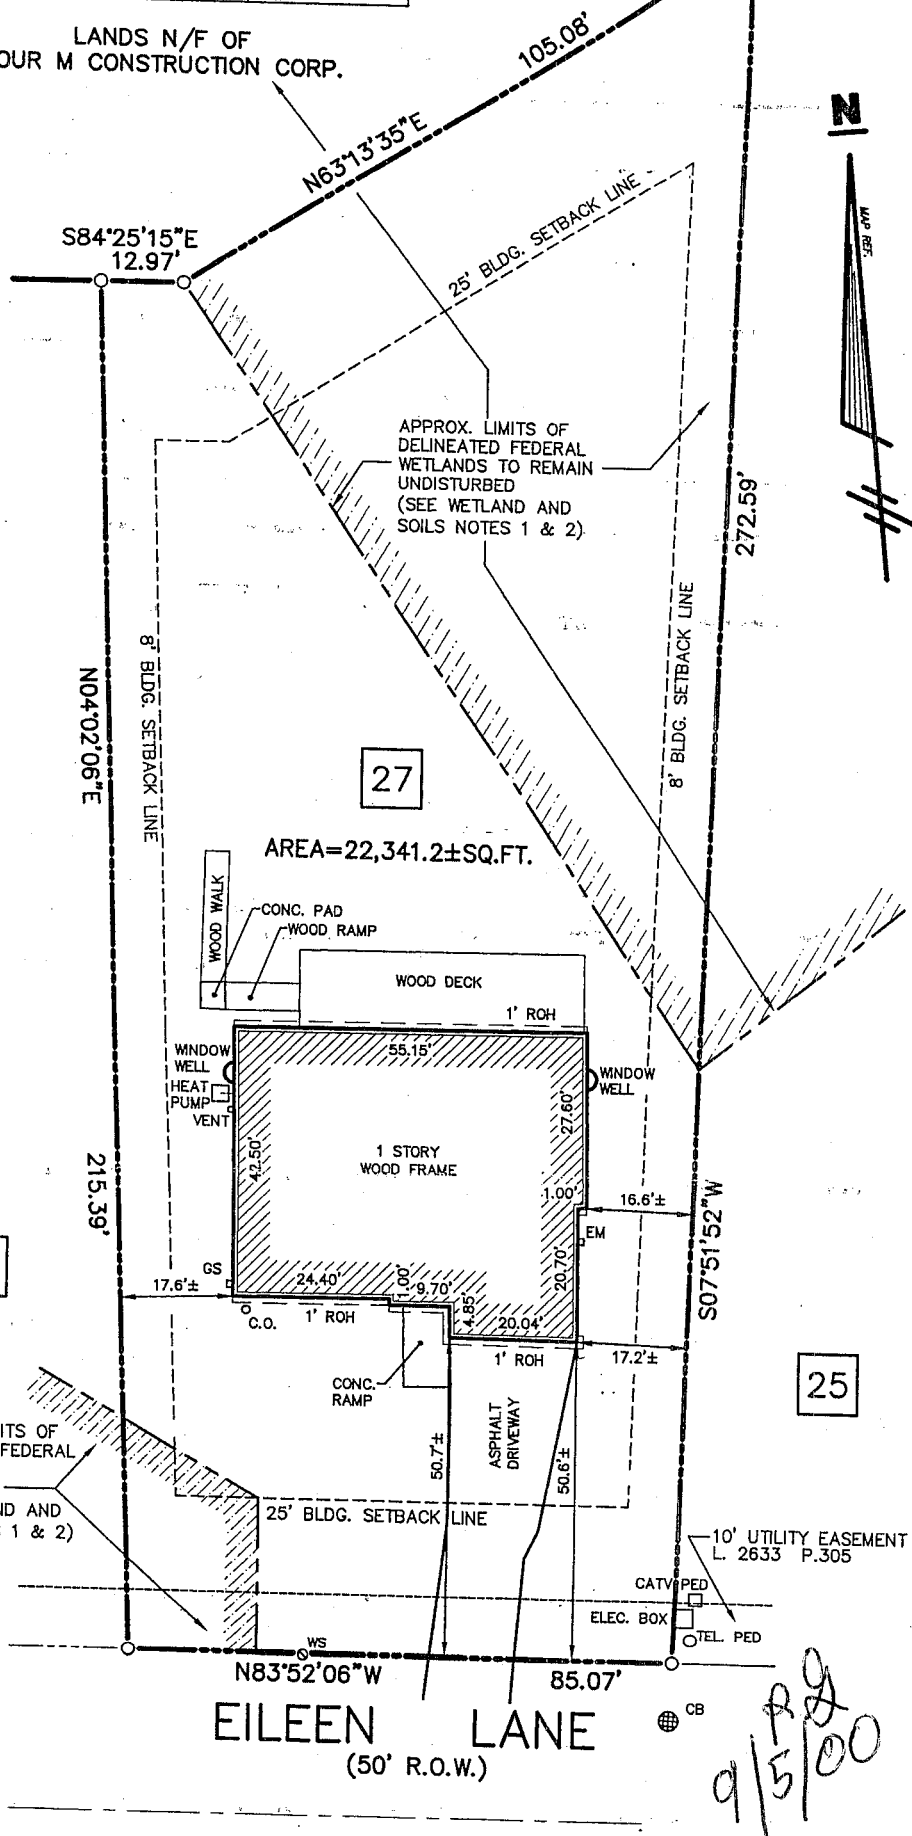 LANDS N/F OF
OUR M CONSTRUCTION CORP.
105.08'
N63°13'35"E
N
MAP REF.
S84°25'15"E
12.97'
25' BLDG. SETBACK LINE
APPROX. LIMITS OF
DELINEATED FEDERAL
WETLANDS TO REMAIN
UNDISTURBED
(SEE WETLAND AND
SOILS NOTES 1 & 2)
272.59'
8' BLDG. SETBACK LINE
8' BLDG. SETBACK LINE
N04°02'06"E
27
AREA=22,341.2±SQ.FT.
WOOD WALK
CONC. PAD
WOOD RAMP
WOOD DECK
1' ROH
55.15'
WINDOW
WELL
HEAT
PUMP
VENT
WINDOW
WELL
27.60'
42.50'
1 STORY
WOOD FRAME
1.00'
16.6'±
EM
215.39'
S07°51'52"W
GS
17.6'±
24.40'
1.00'
9.70'
4.85'
20.70'
20.04'
C.O.
1' ROH
1' ROH
17.2'±
CONC.
RAMP
ASPHALT
DRIVEWAY
25
50.7'±
50.6'±
ITS OF
FEDERAL
ND AND
1 & 2)
25' BLDG. SETBACK LINE
10' UTILITY EASEMENT
L. 2633 P.305
CATV PED
ELEC. BOX
TEL. PED
WS
N83°52'06"W
85.07'
EILEEN LANE
(50' R.O.W.)
CB
9/5/00